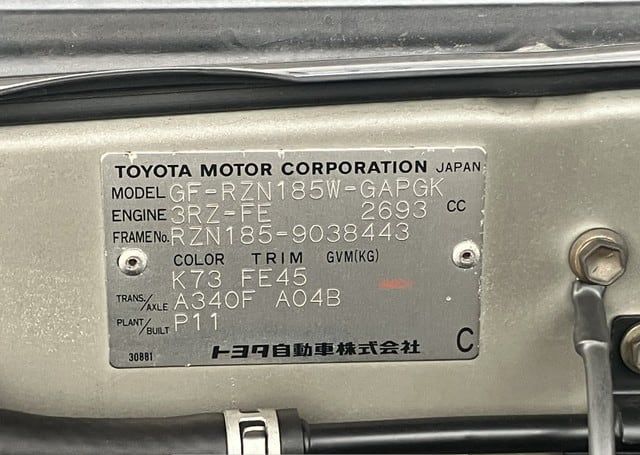 TOYOTA MOTOR CORPORATION JAPAN
MODEL GF-RZN185W-GAPGK
ENGINE 3RZ-FE 2693 CC
FRAME No. RZN185-9038443
COLOR TRIM GVM(KG)
K73 FE45
TRANS./AXLE A340F A04B
PLANT/BUILT P11
30881 トヨタ自動車株式会社 C